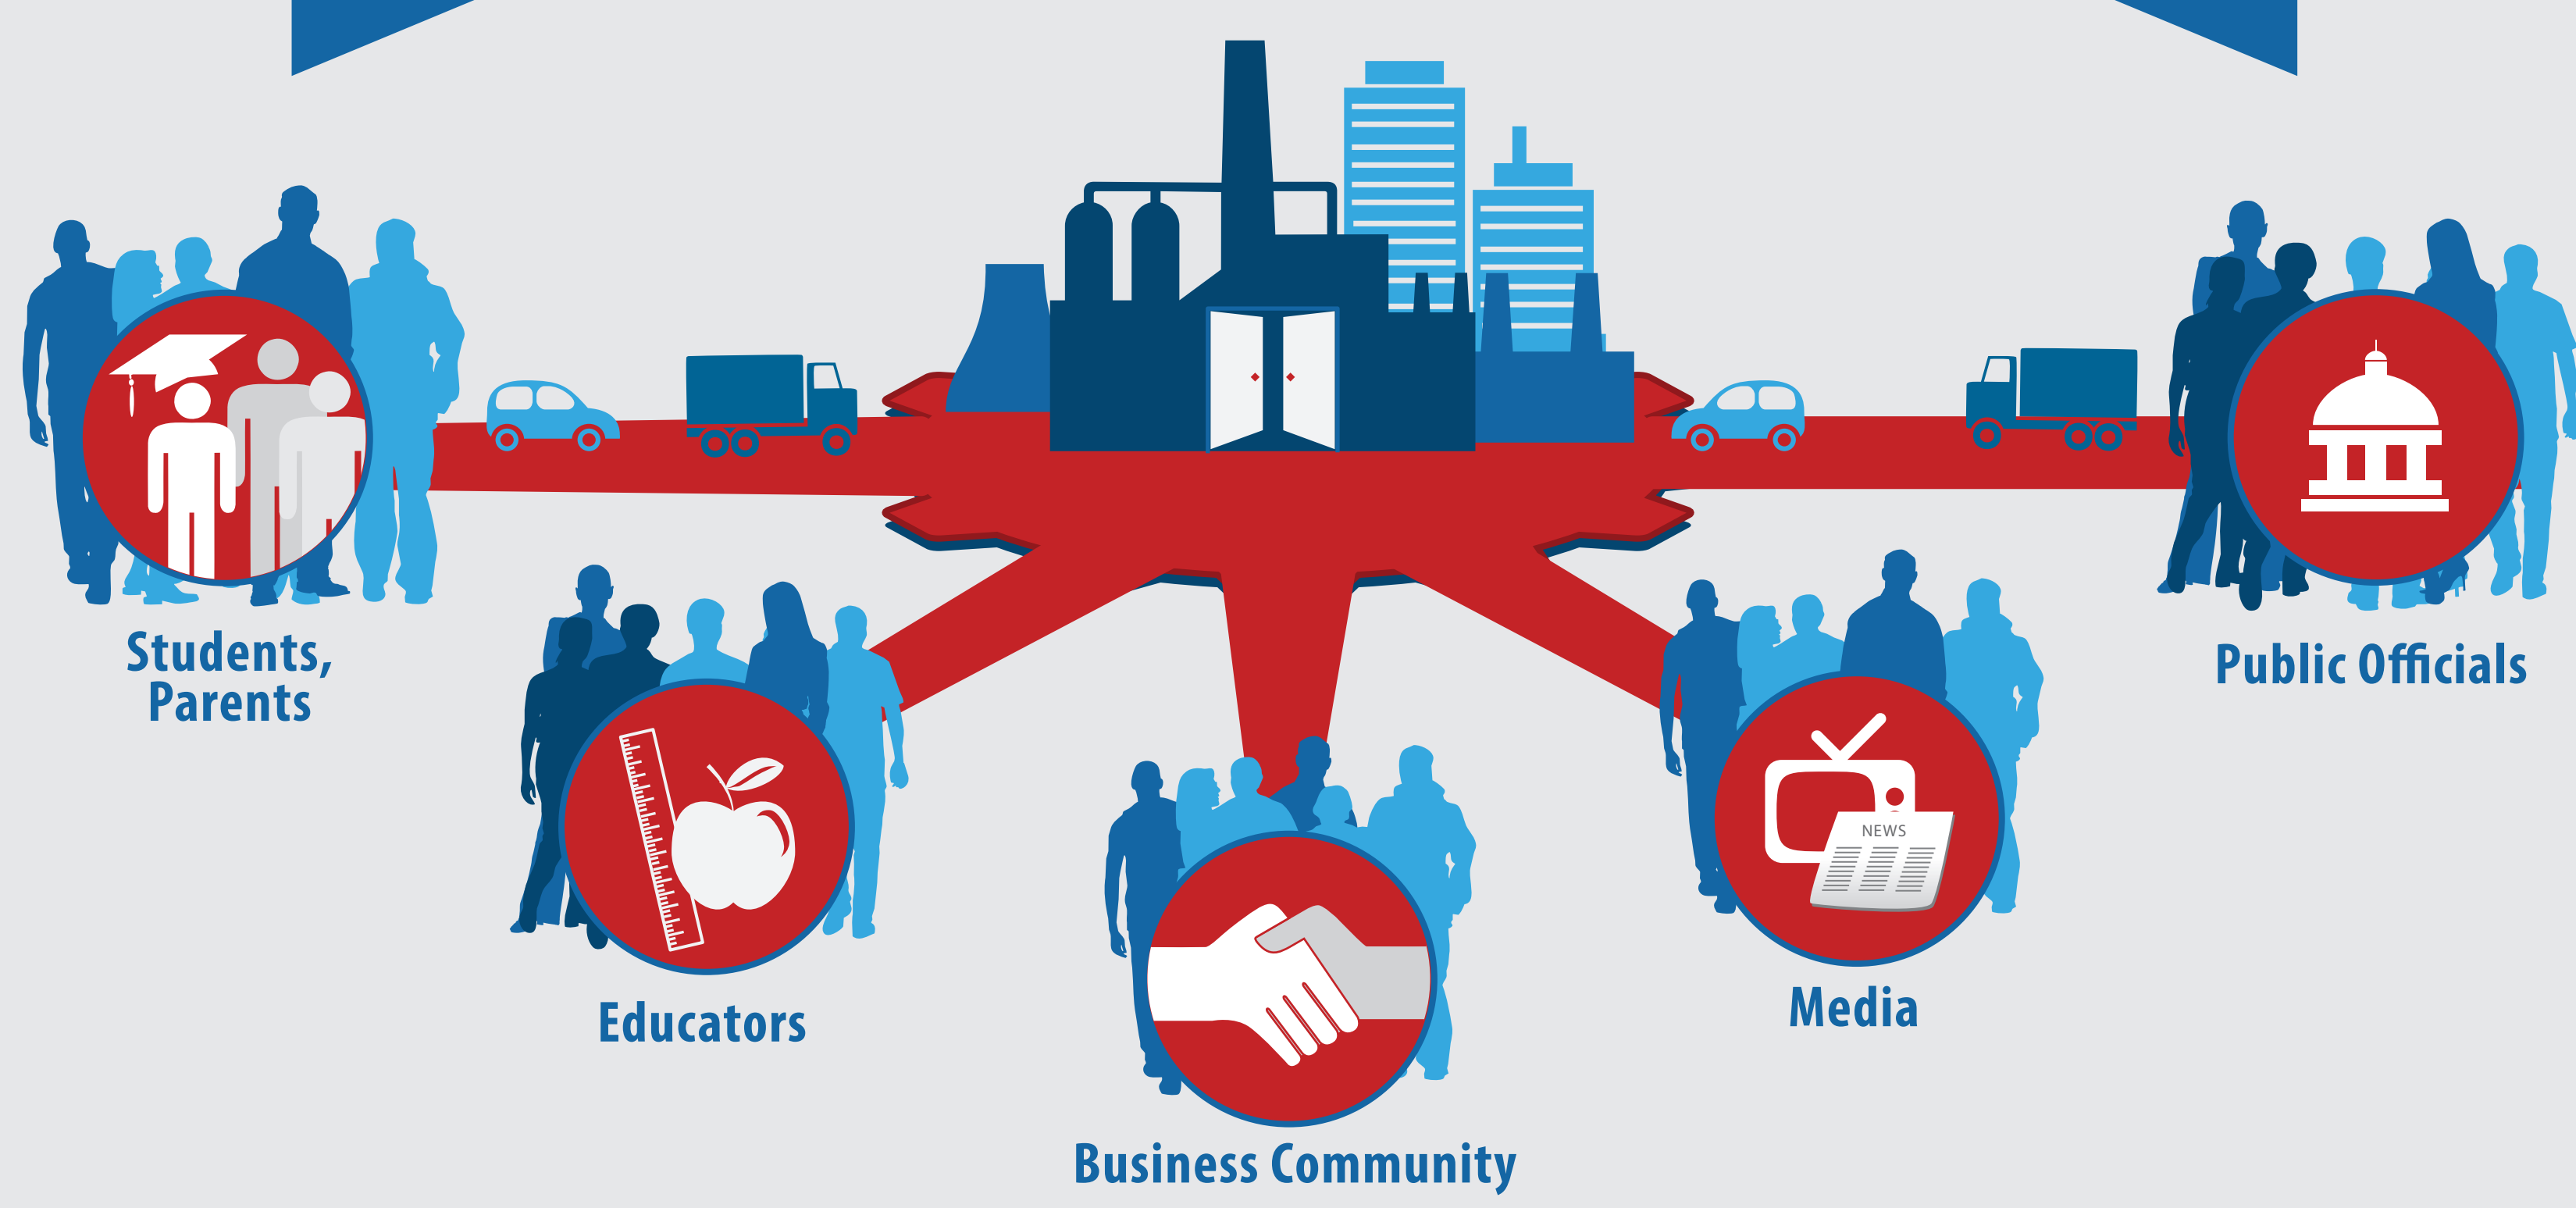 Students,
Parents
Educators
Business Community
NEWS
Media
Public Officials